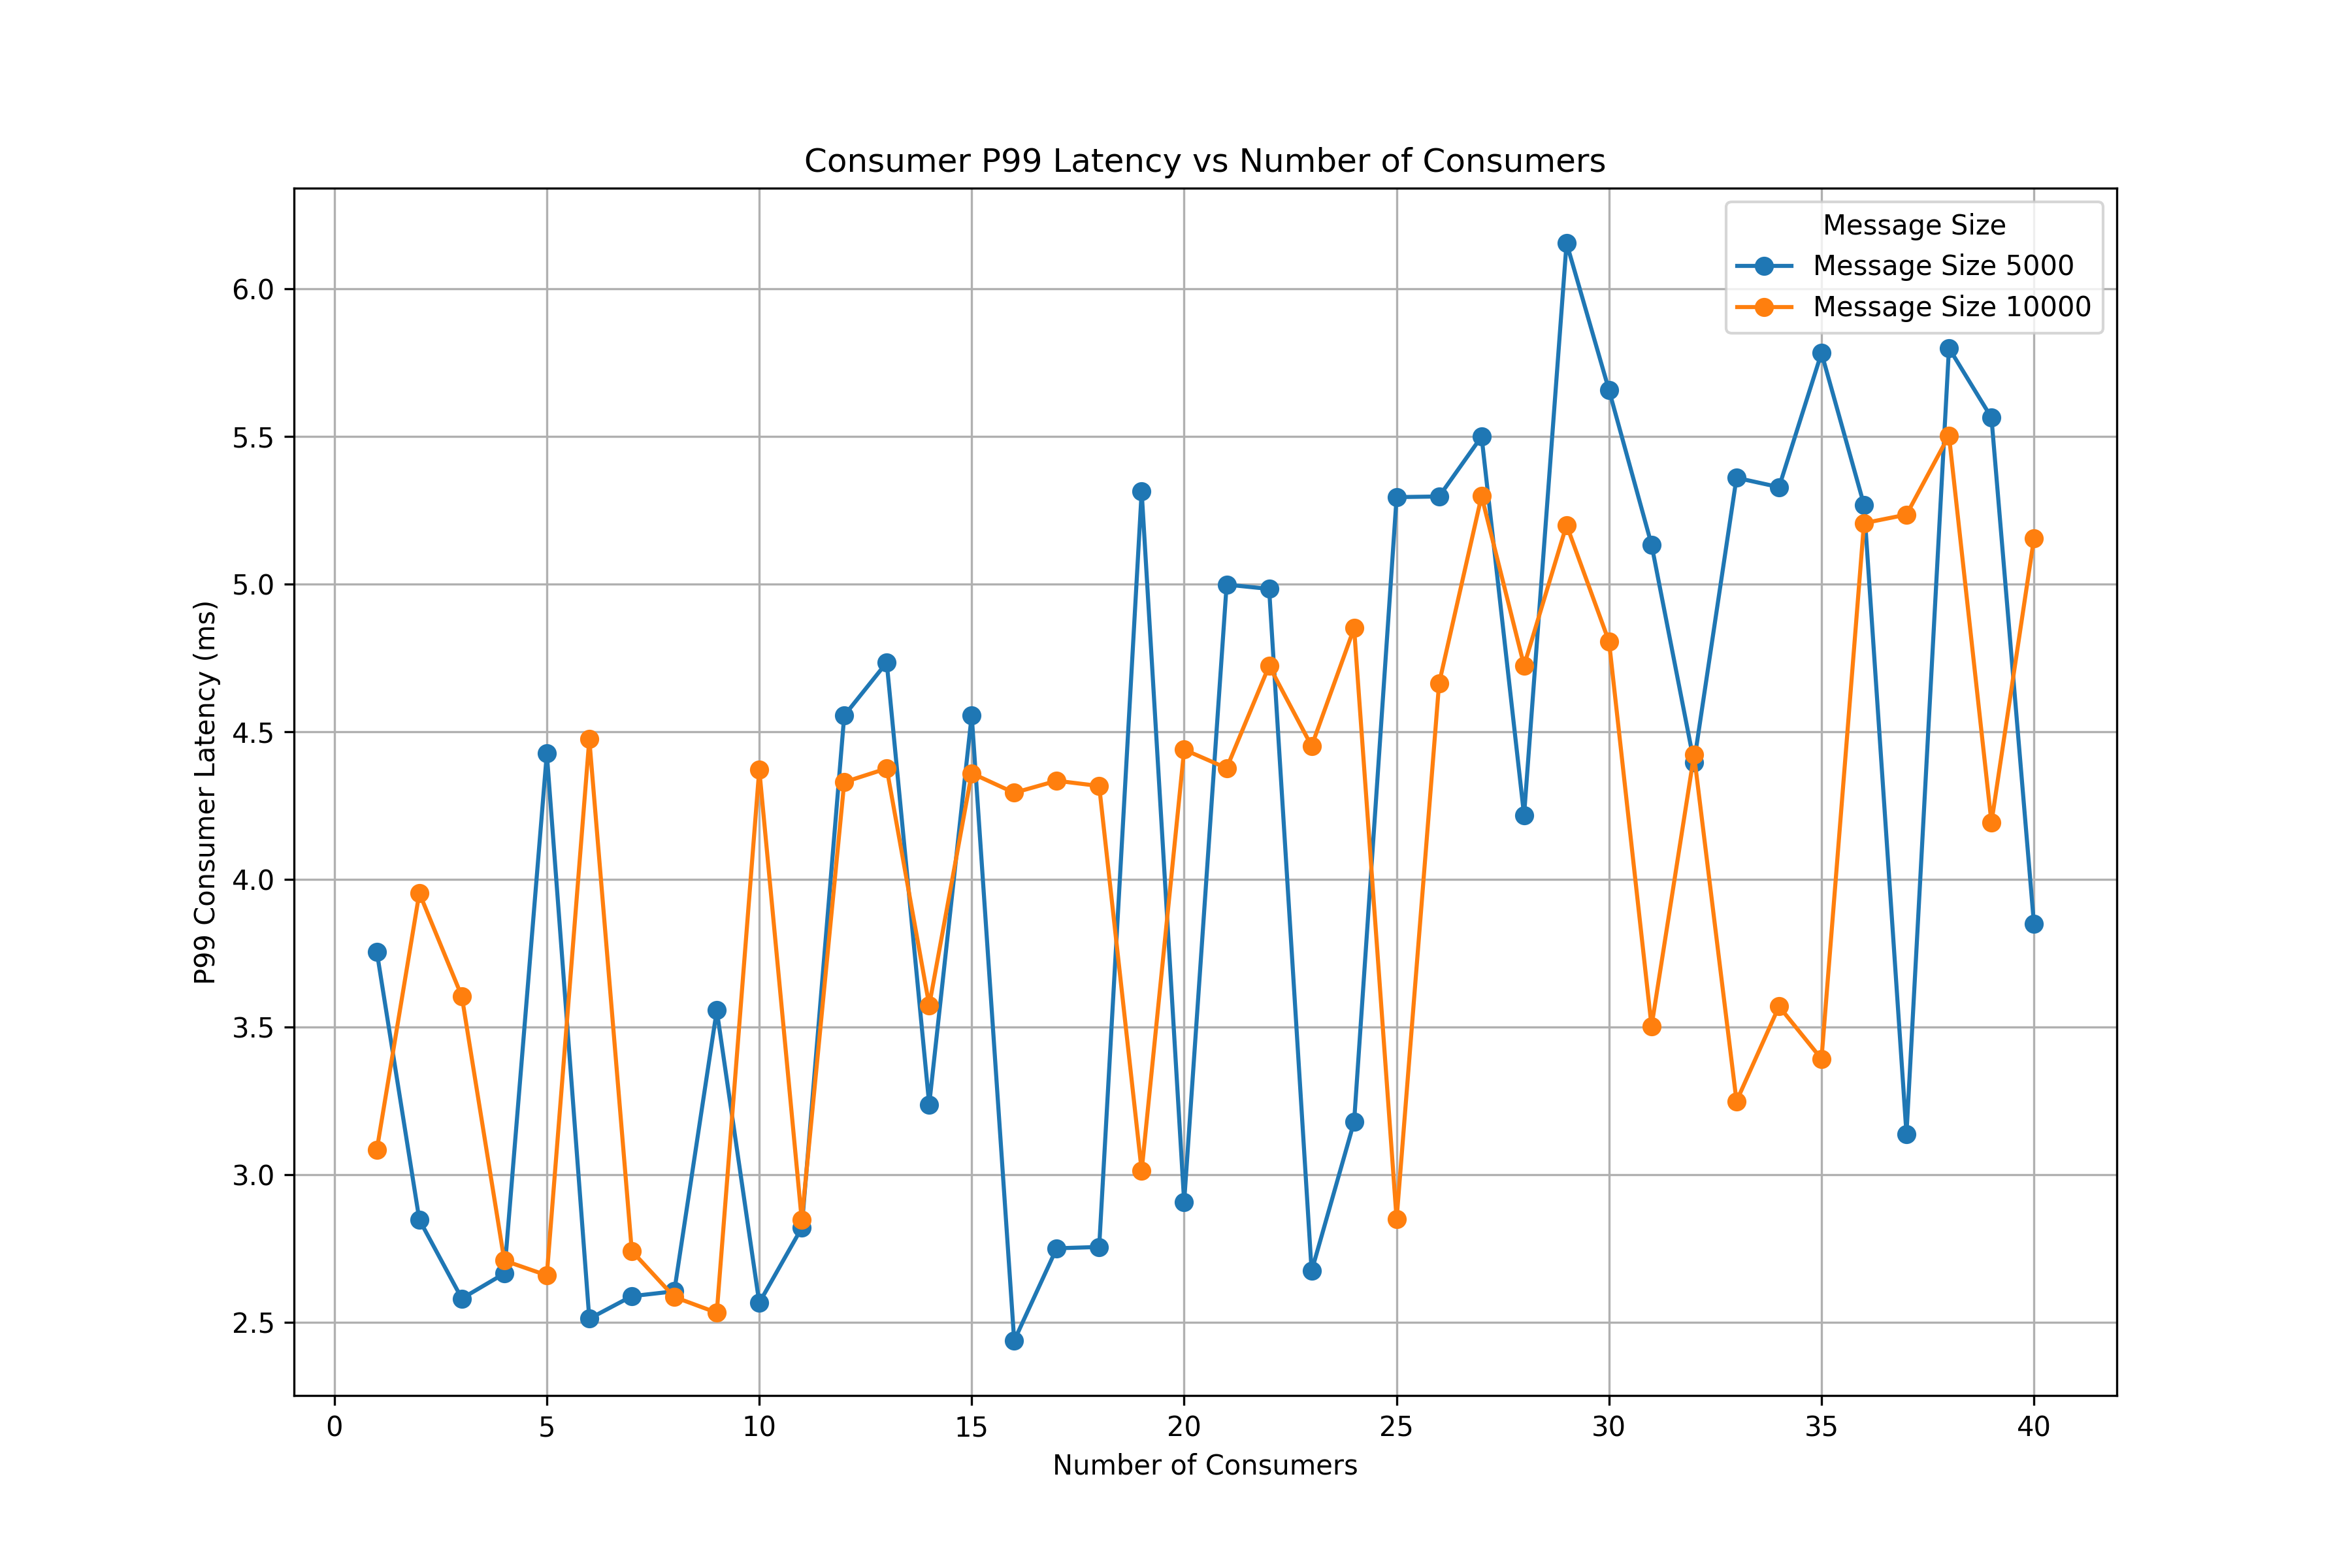 Consumer P99 Latency vs Number of Consumers
Message Size
Message Size 5000
Message Size 10000
P99 Consumer Latency (ms)
6.0
5.5
5.0
4.5
4.0
3.5
3.0
2.5
0 5 10 15 20 25 30 35 40
Number of Consumers